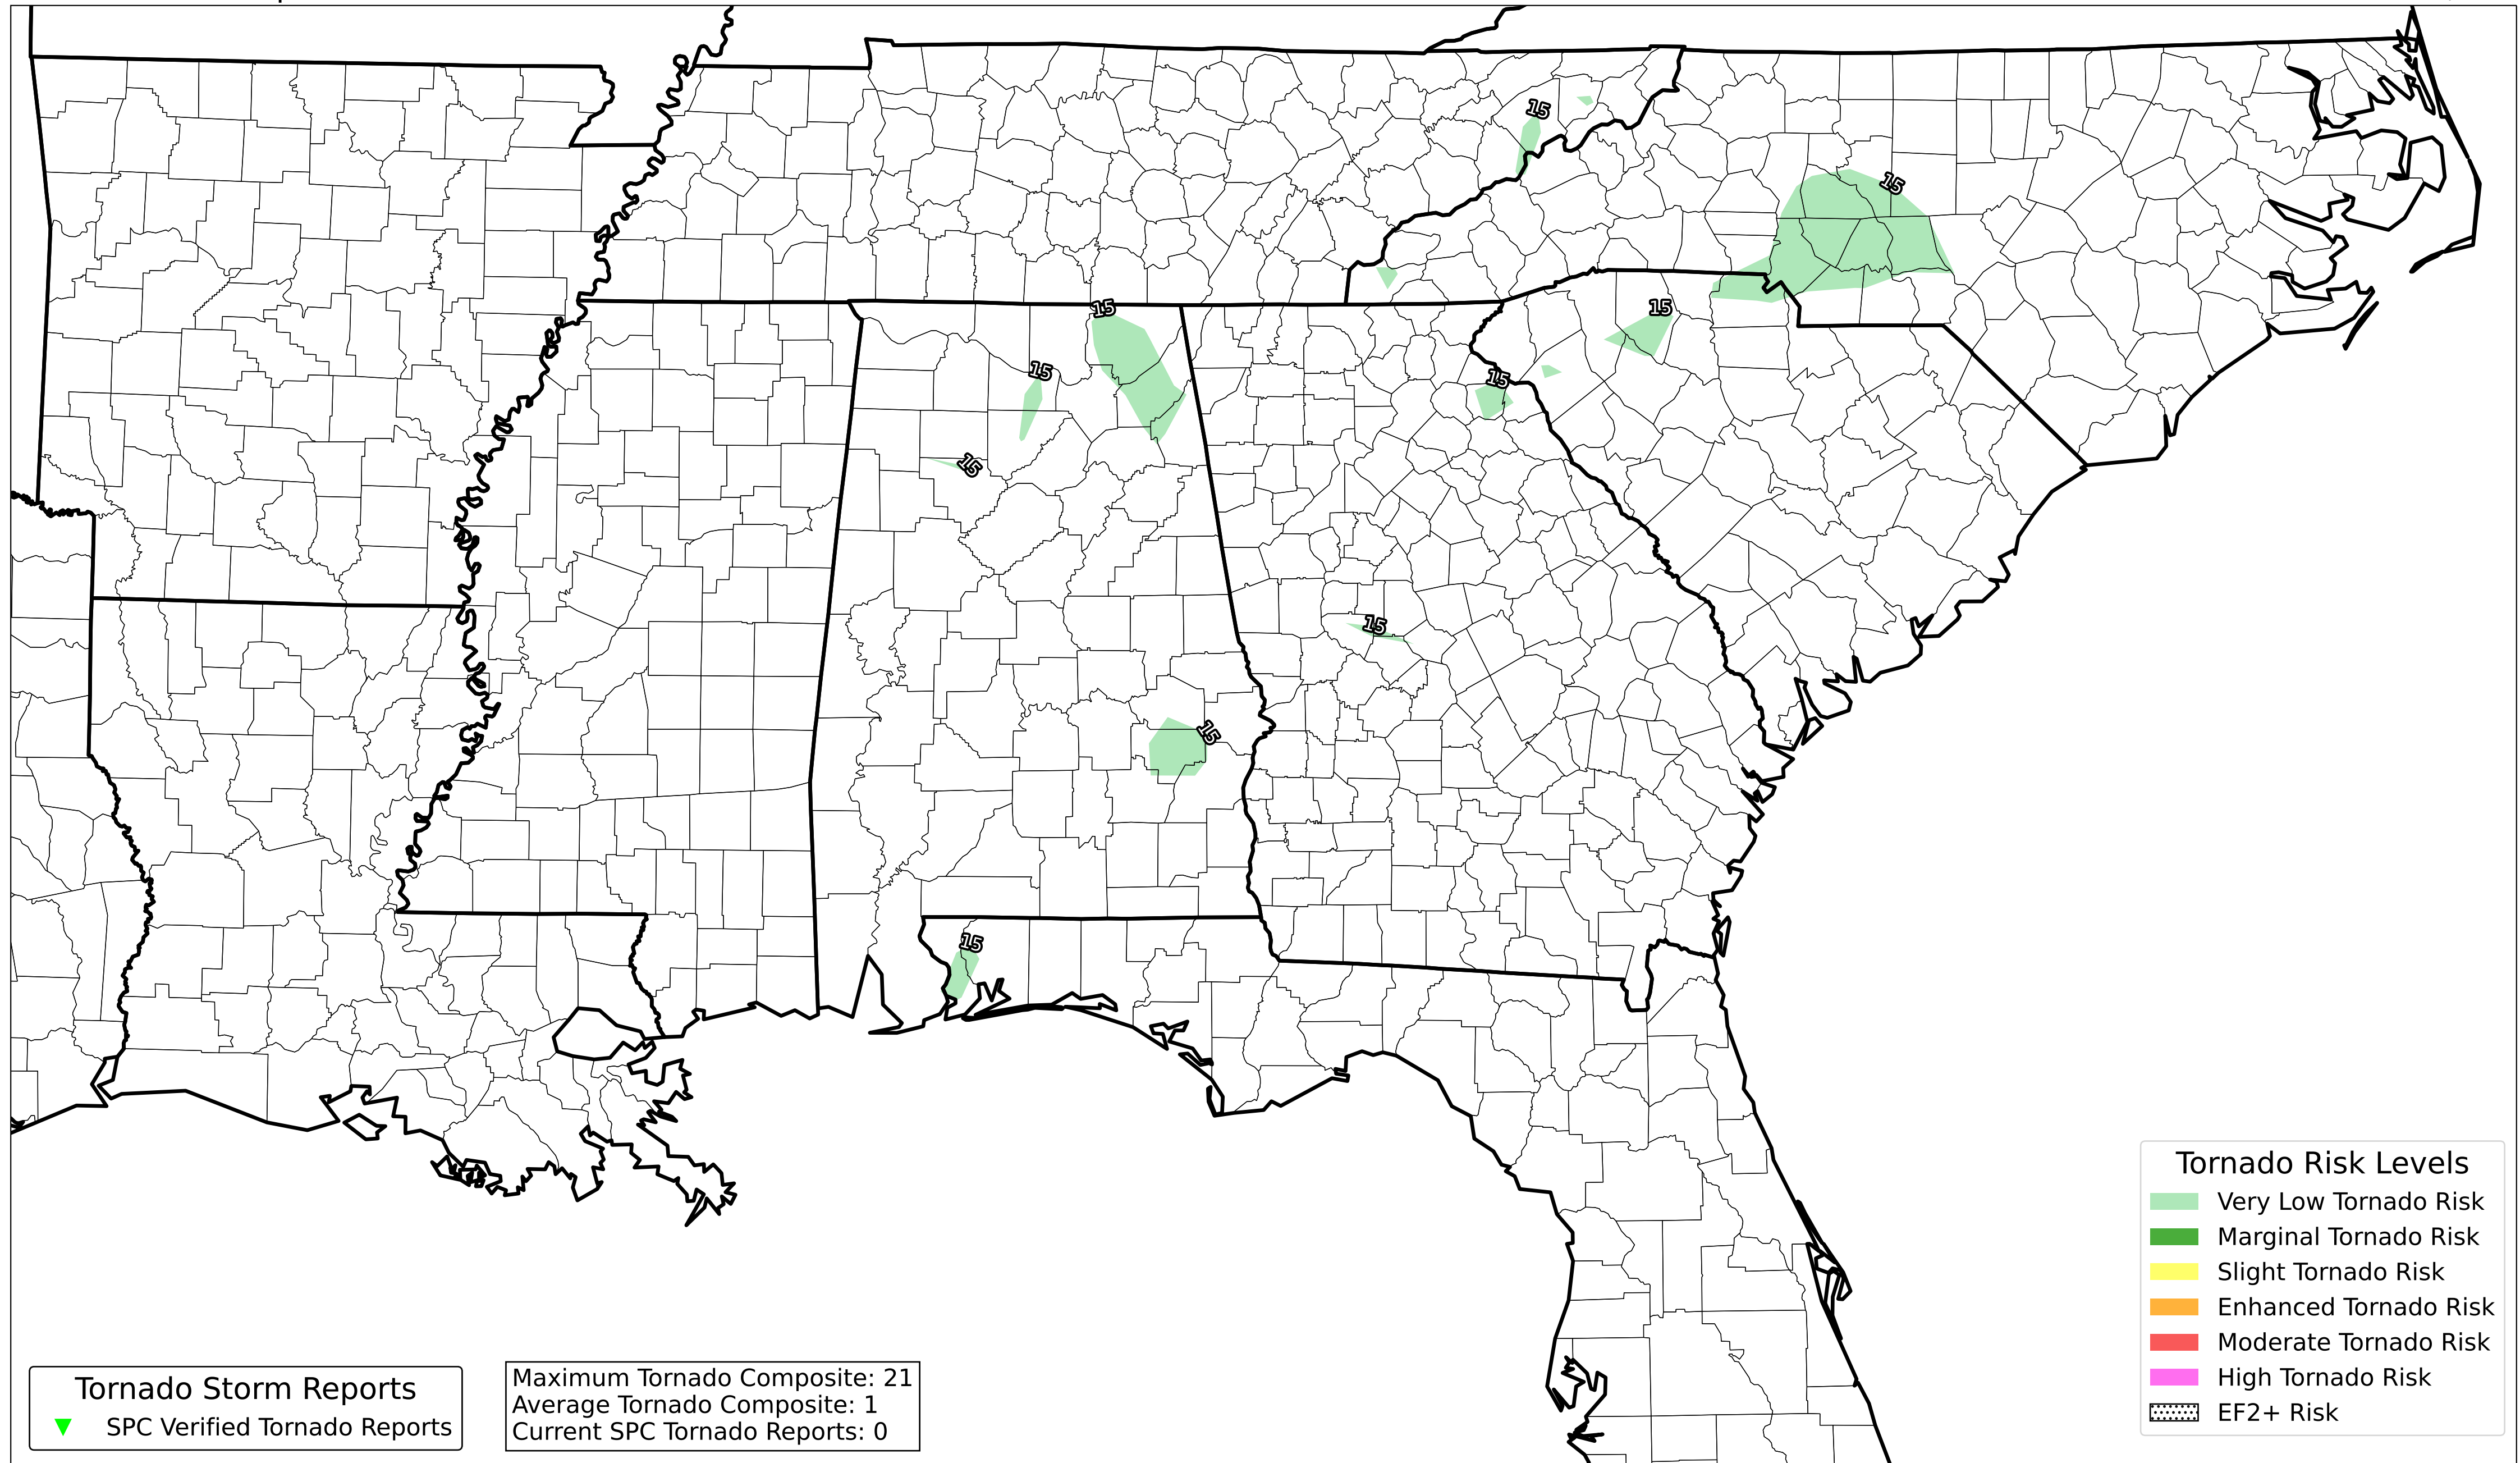 15
15
15
15
15
15
15
15
15
15
Tornado Risk Levels
Very Low Tornado Risk
Marginal Tornado Risk
Slight Tornado Risk
Enhanced Tornado Risk
Moderate Tornado Risk
High Tornado Risk
EF2+ Risk
Tornado Storm Reports
SPC Verified Tornado Reports
Maximum Tornado Composite: 21
Average Tornado Composite: 1
Current SPC Tornado Reports: 0